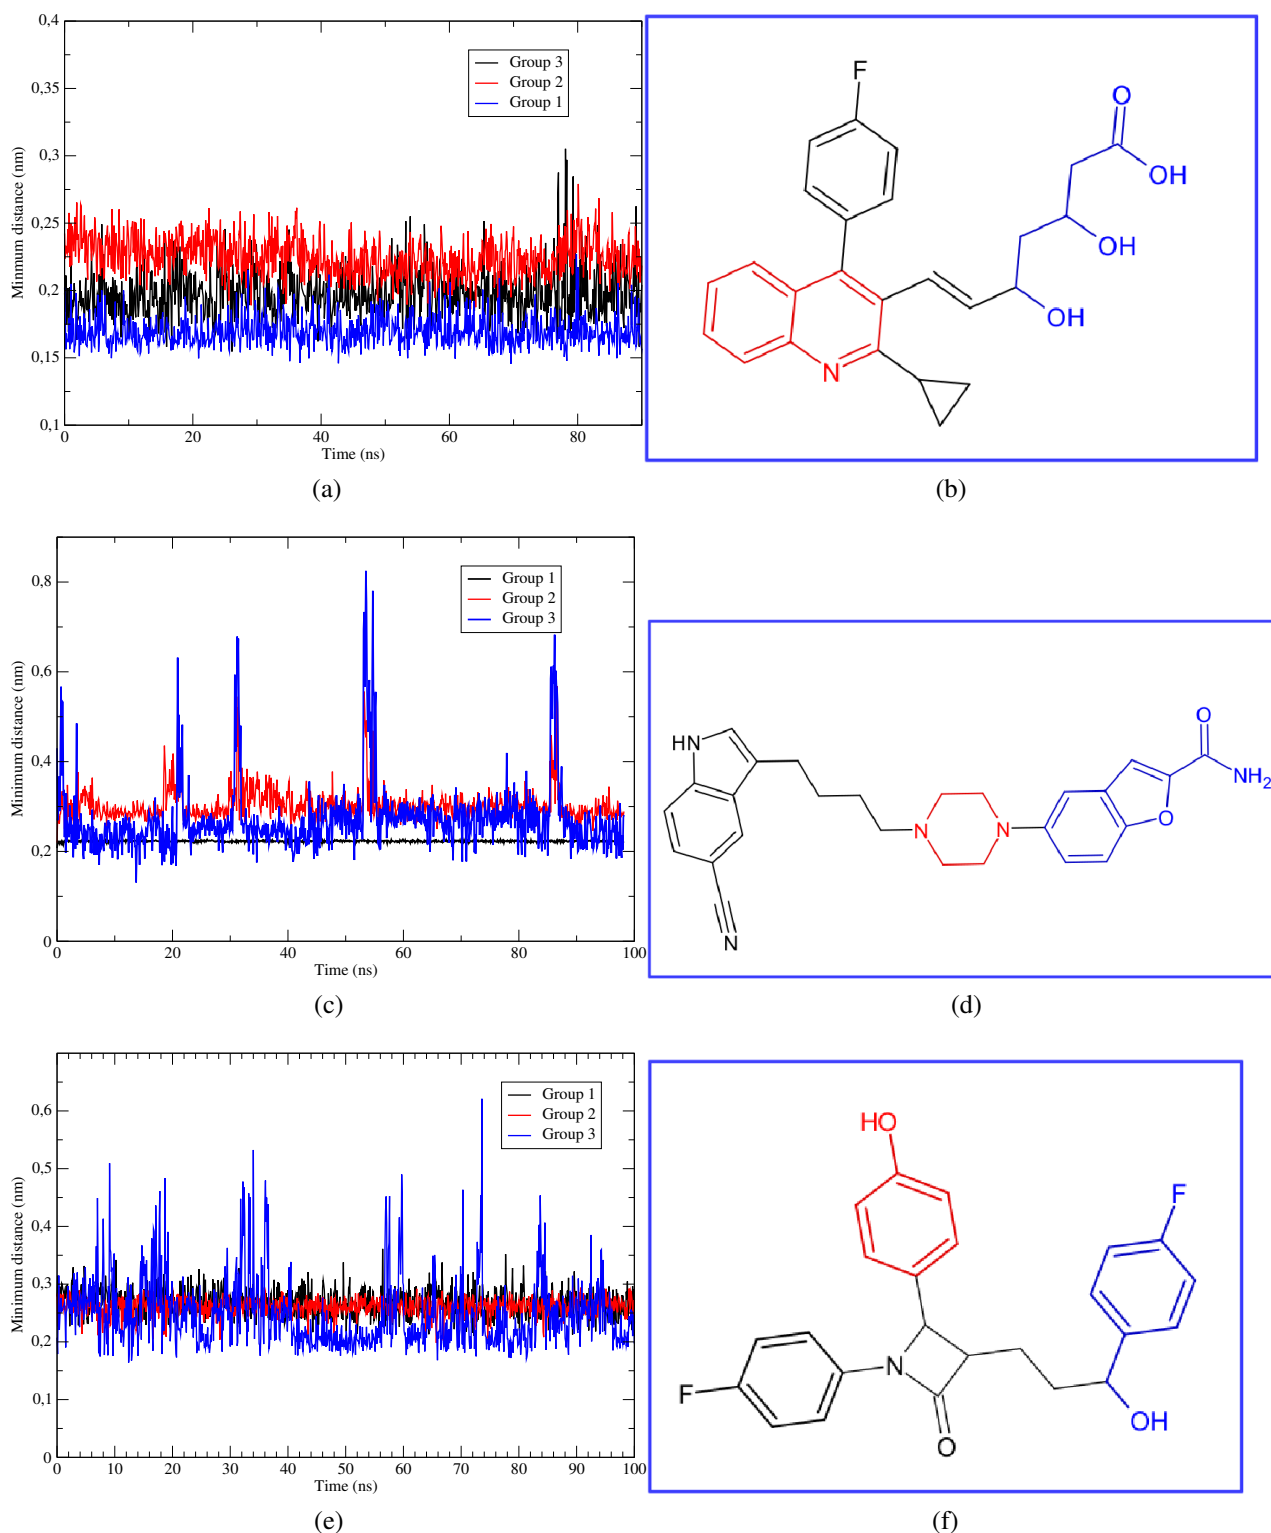 0,4
0,35
0,3
0,25
0,2
0,15
0,1
Minimum distance (nm)
0 20 40 60 80
Time (ns)
Group 3
Group 2
Group 1
(a)
F
O
OH
OH
OH
N
(b)
0,8
0,6
0,4
0,2
0
Minimum distance (nm)
0 20 40 60 80 100
Time (ns)
Group 1
Group 2
Group 3
(c)
HN
N
N
N
O
NH2
O
(d)
0,6
0,5
0,4
0,3
0,2
0,1
0
Minimum distance (nm)
0 10 20 30 40 50 60 70 80 90 100
Time (ns)
Group 1
Group 2
Group 3
(e)
HO
F
F
N
OH
O
(f)